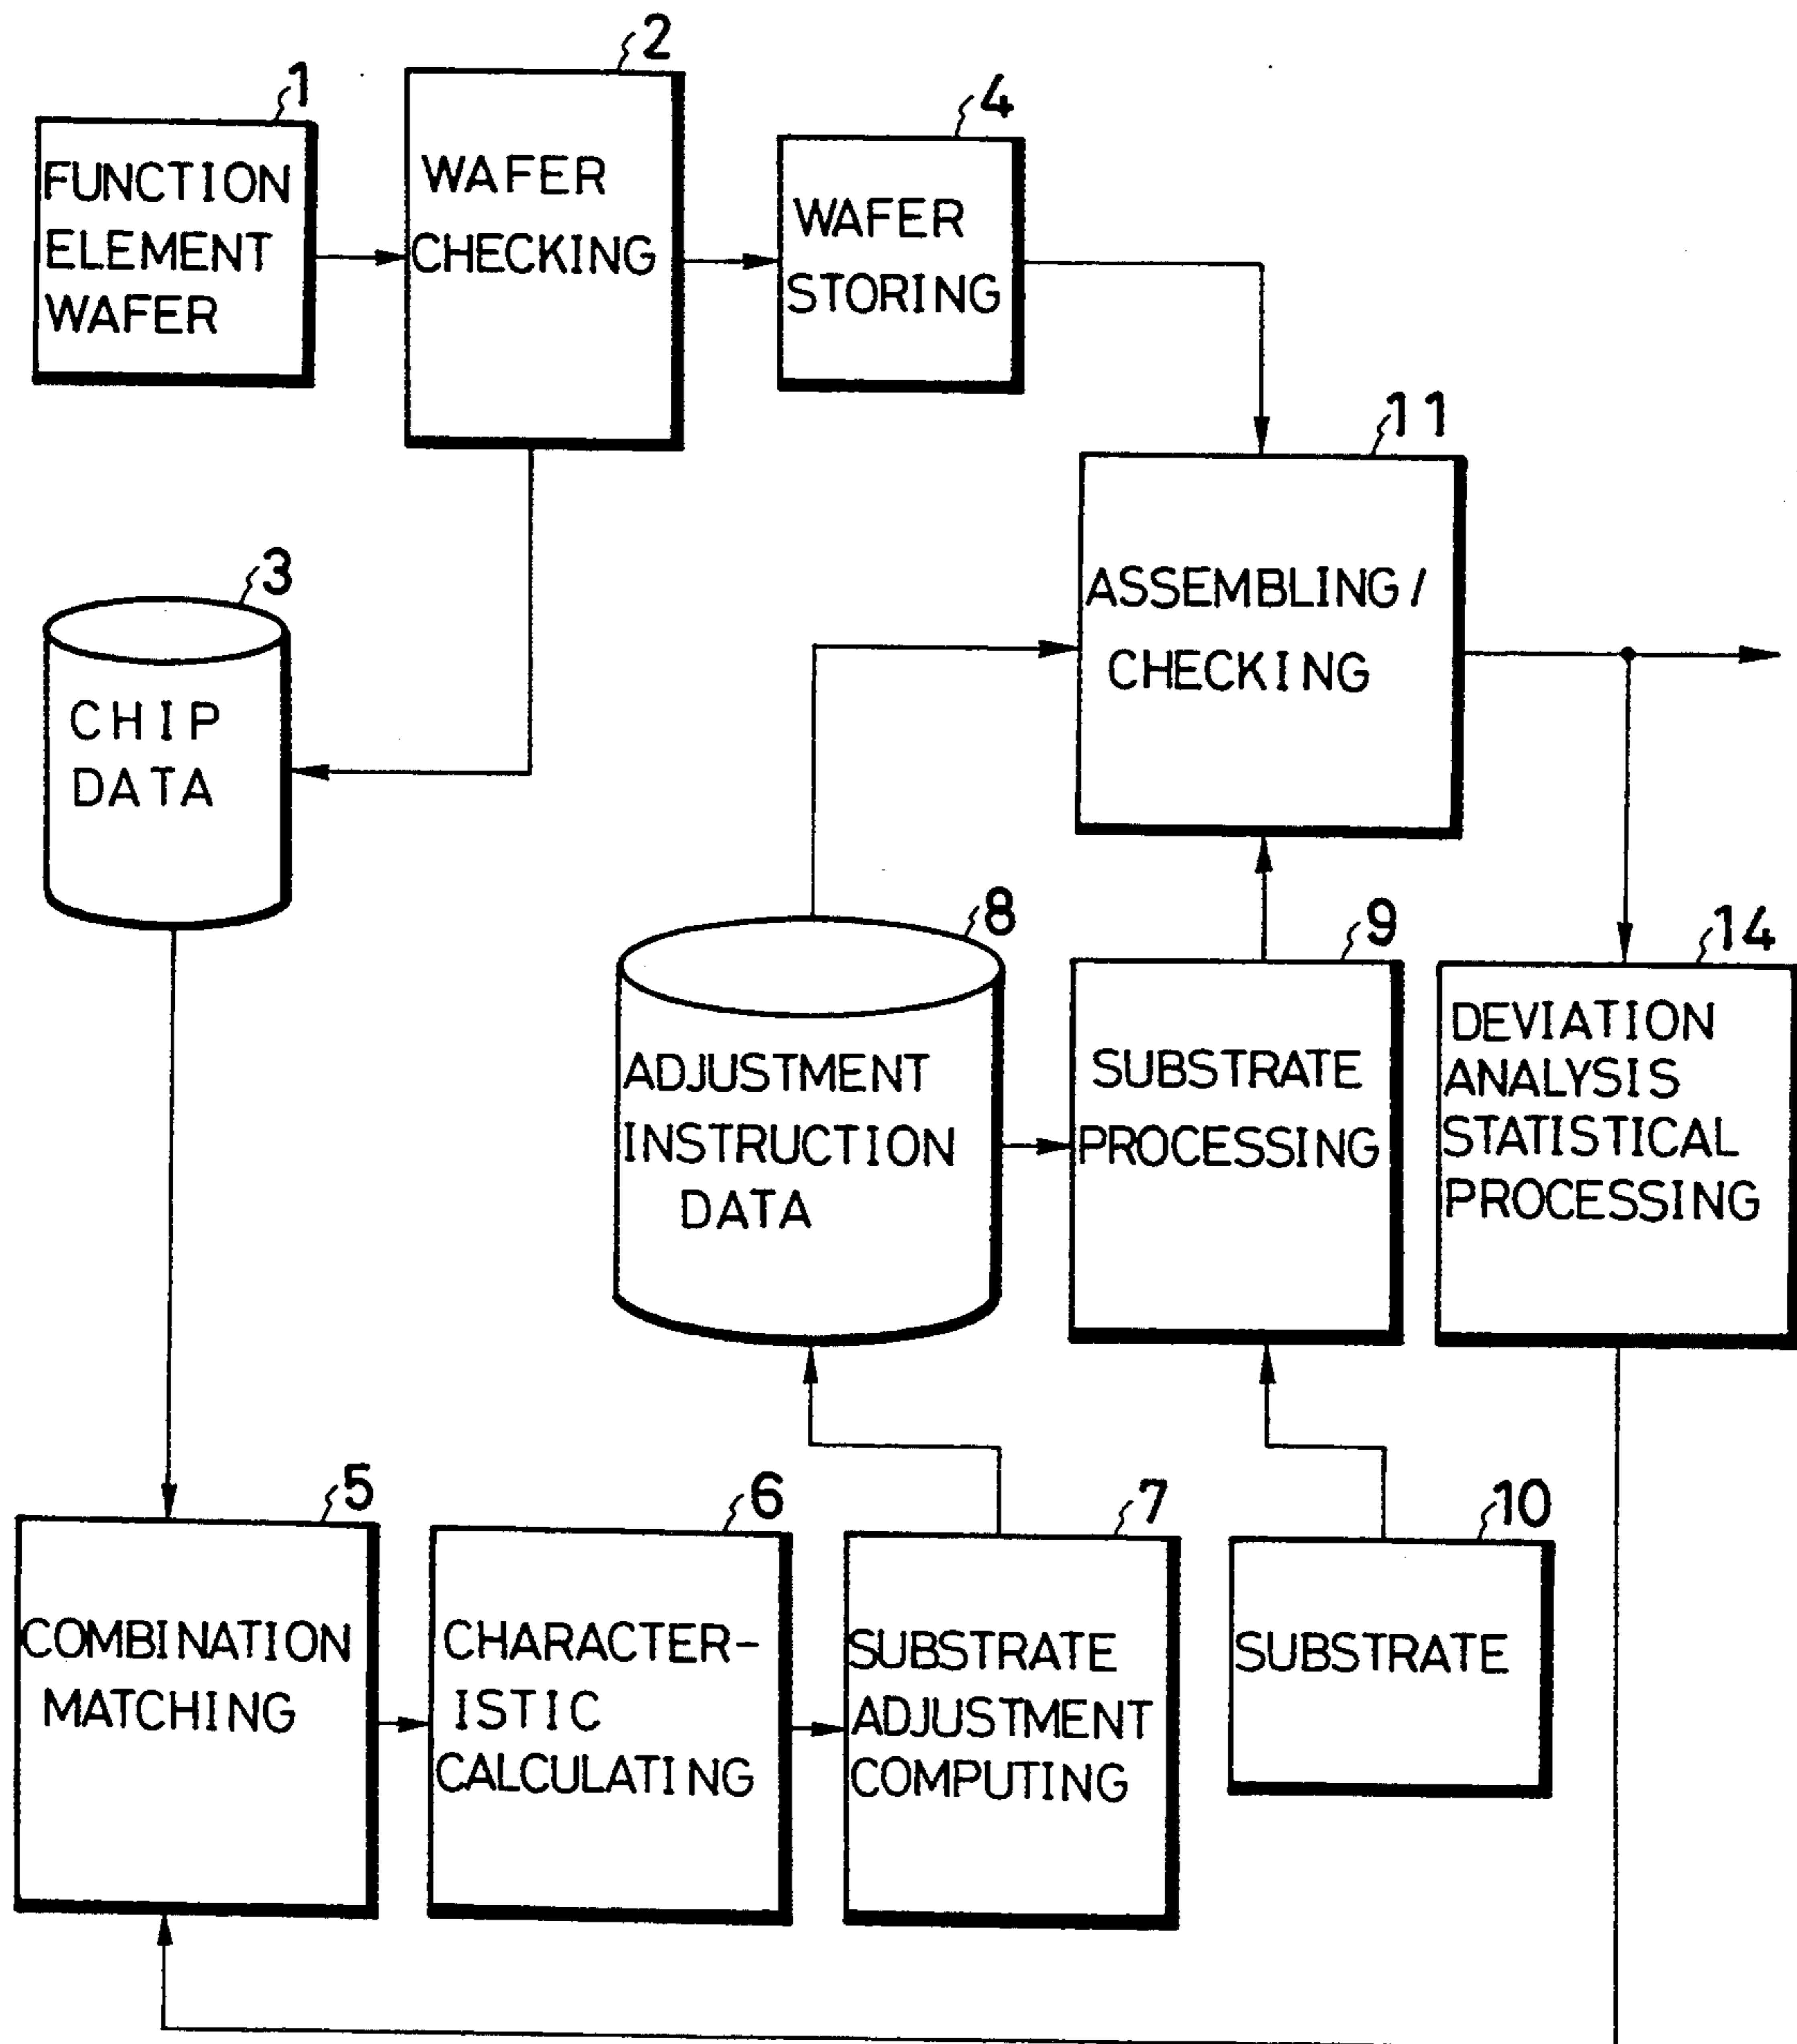 1
FUNCTION
ELEMENT
WAFER
2
WAFER
CHECKING
4
WAFER
STORING
11
ASSEMBLING/
CHECKING
3
CHIP
DATA
8
ADJUSTMENT
INSTRUCTION
DATA
9
SUBSTRATE
PROCESSING
14
DEVIATION
ANALYSIS
STATISTICAL
PROCESSING
5
COMBINATION
MATCHING
6
CHARACTER-
ISTIC
CALCULATING
7
SUBSTRATE
ADJUSTMENT
COMPUTING
10
SUBSTRATE